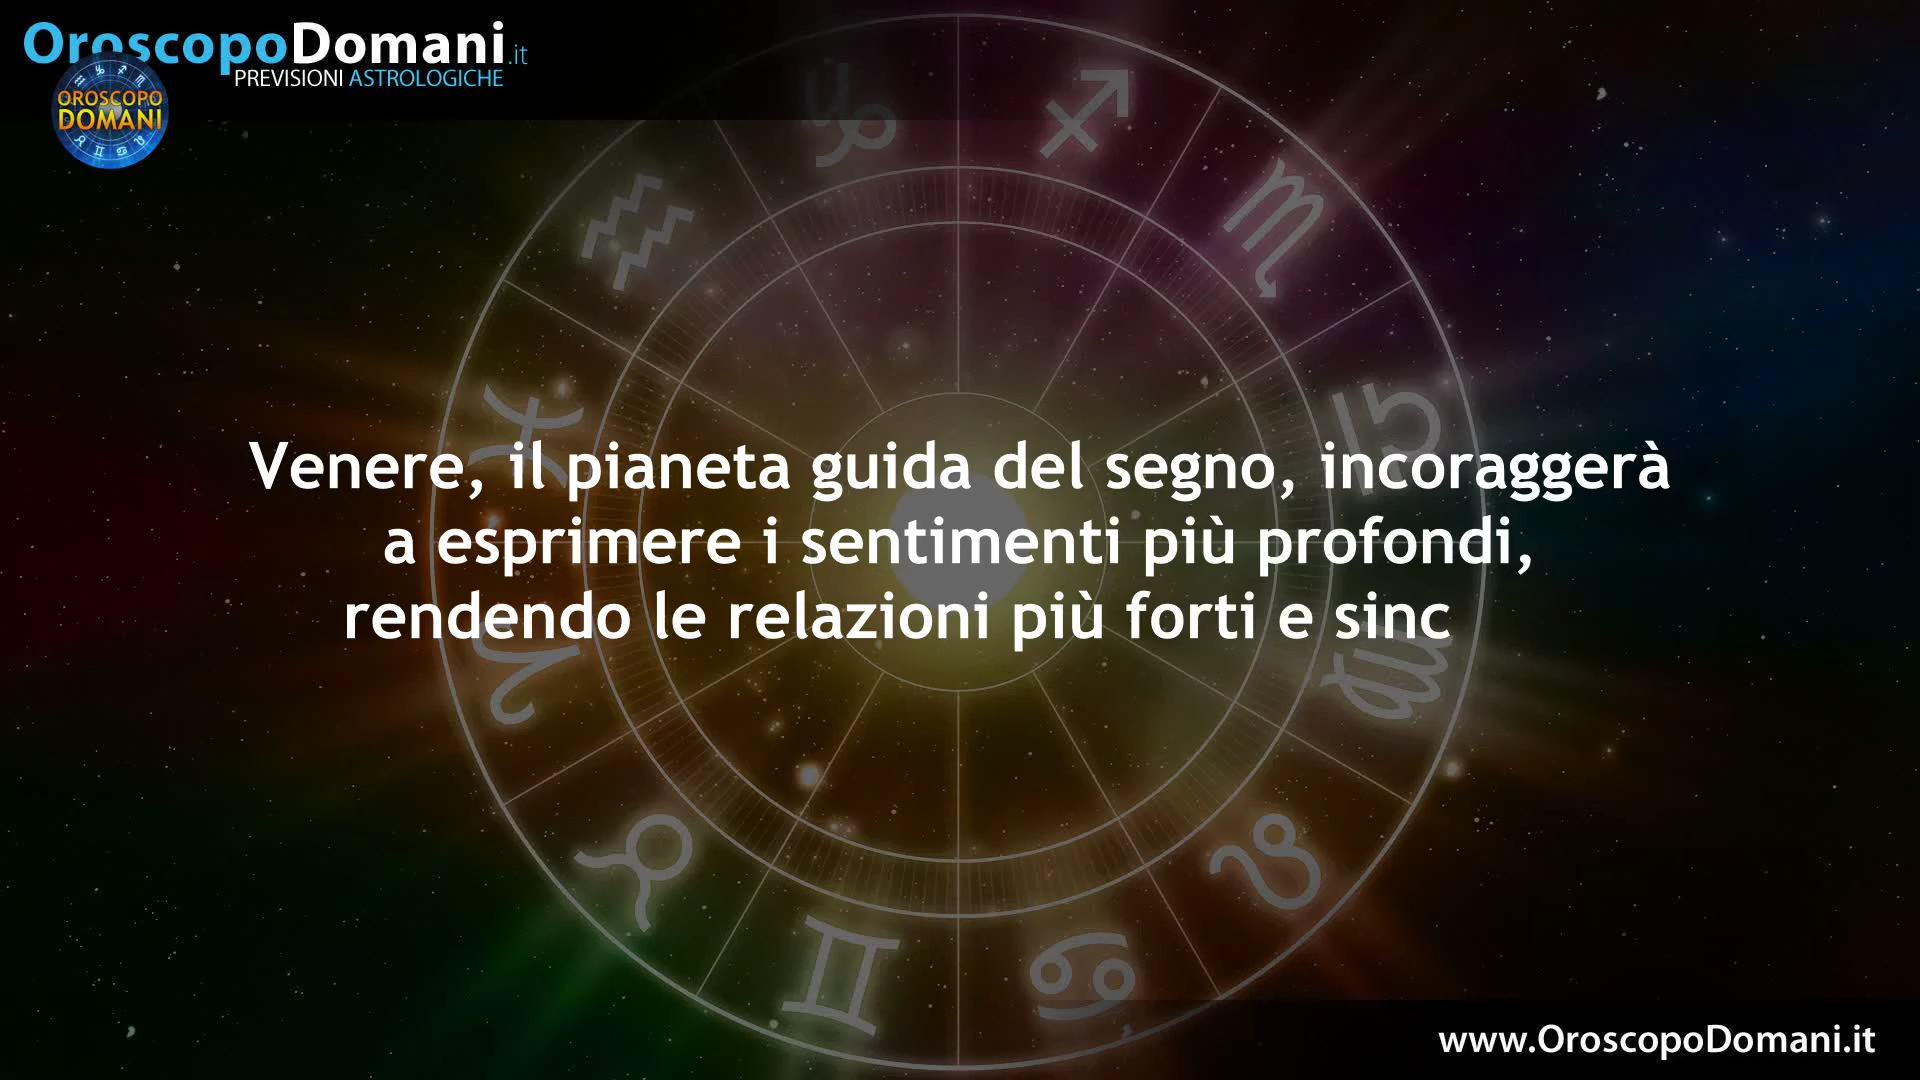 OroscopoDomani.it
PREVISIONI ASTROLOGICHE
OROSCOPO
DOMANI
Venere, il pianeta guida del segno, incoraggerà
a esprimere i sentimenti più profondi,
rendendo le relazioni più forti e sinc
www.OroscopoDomani.it